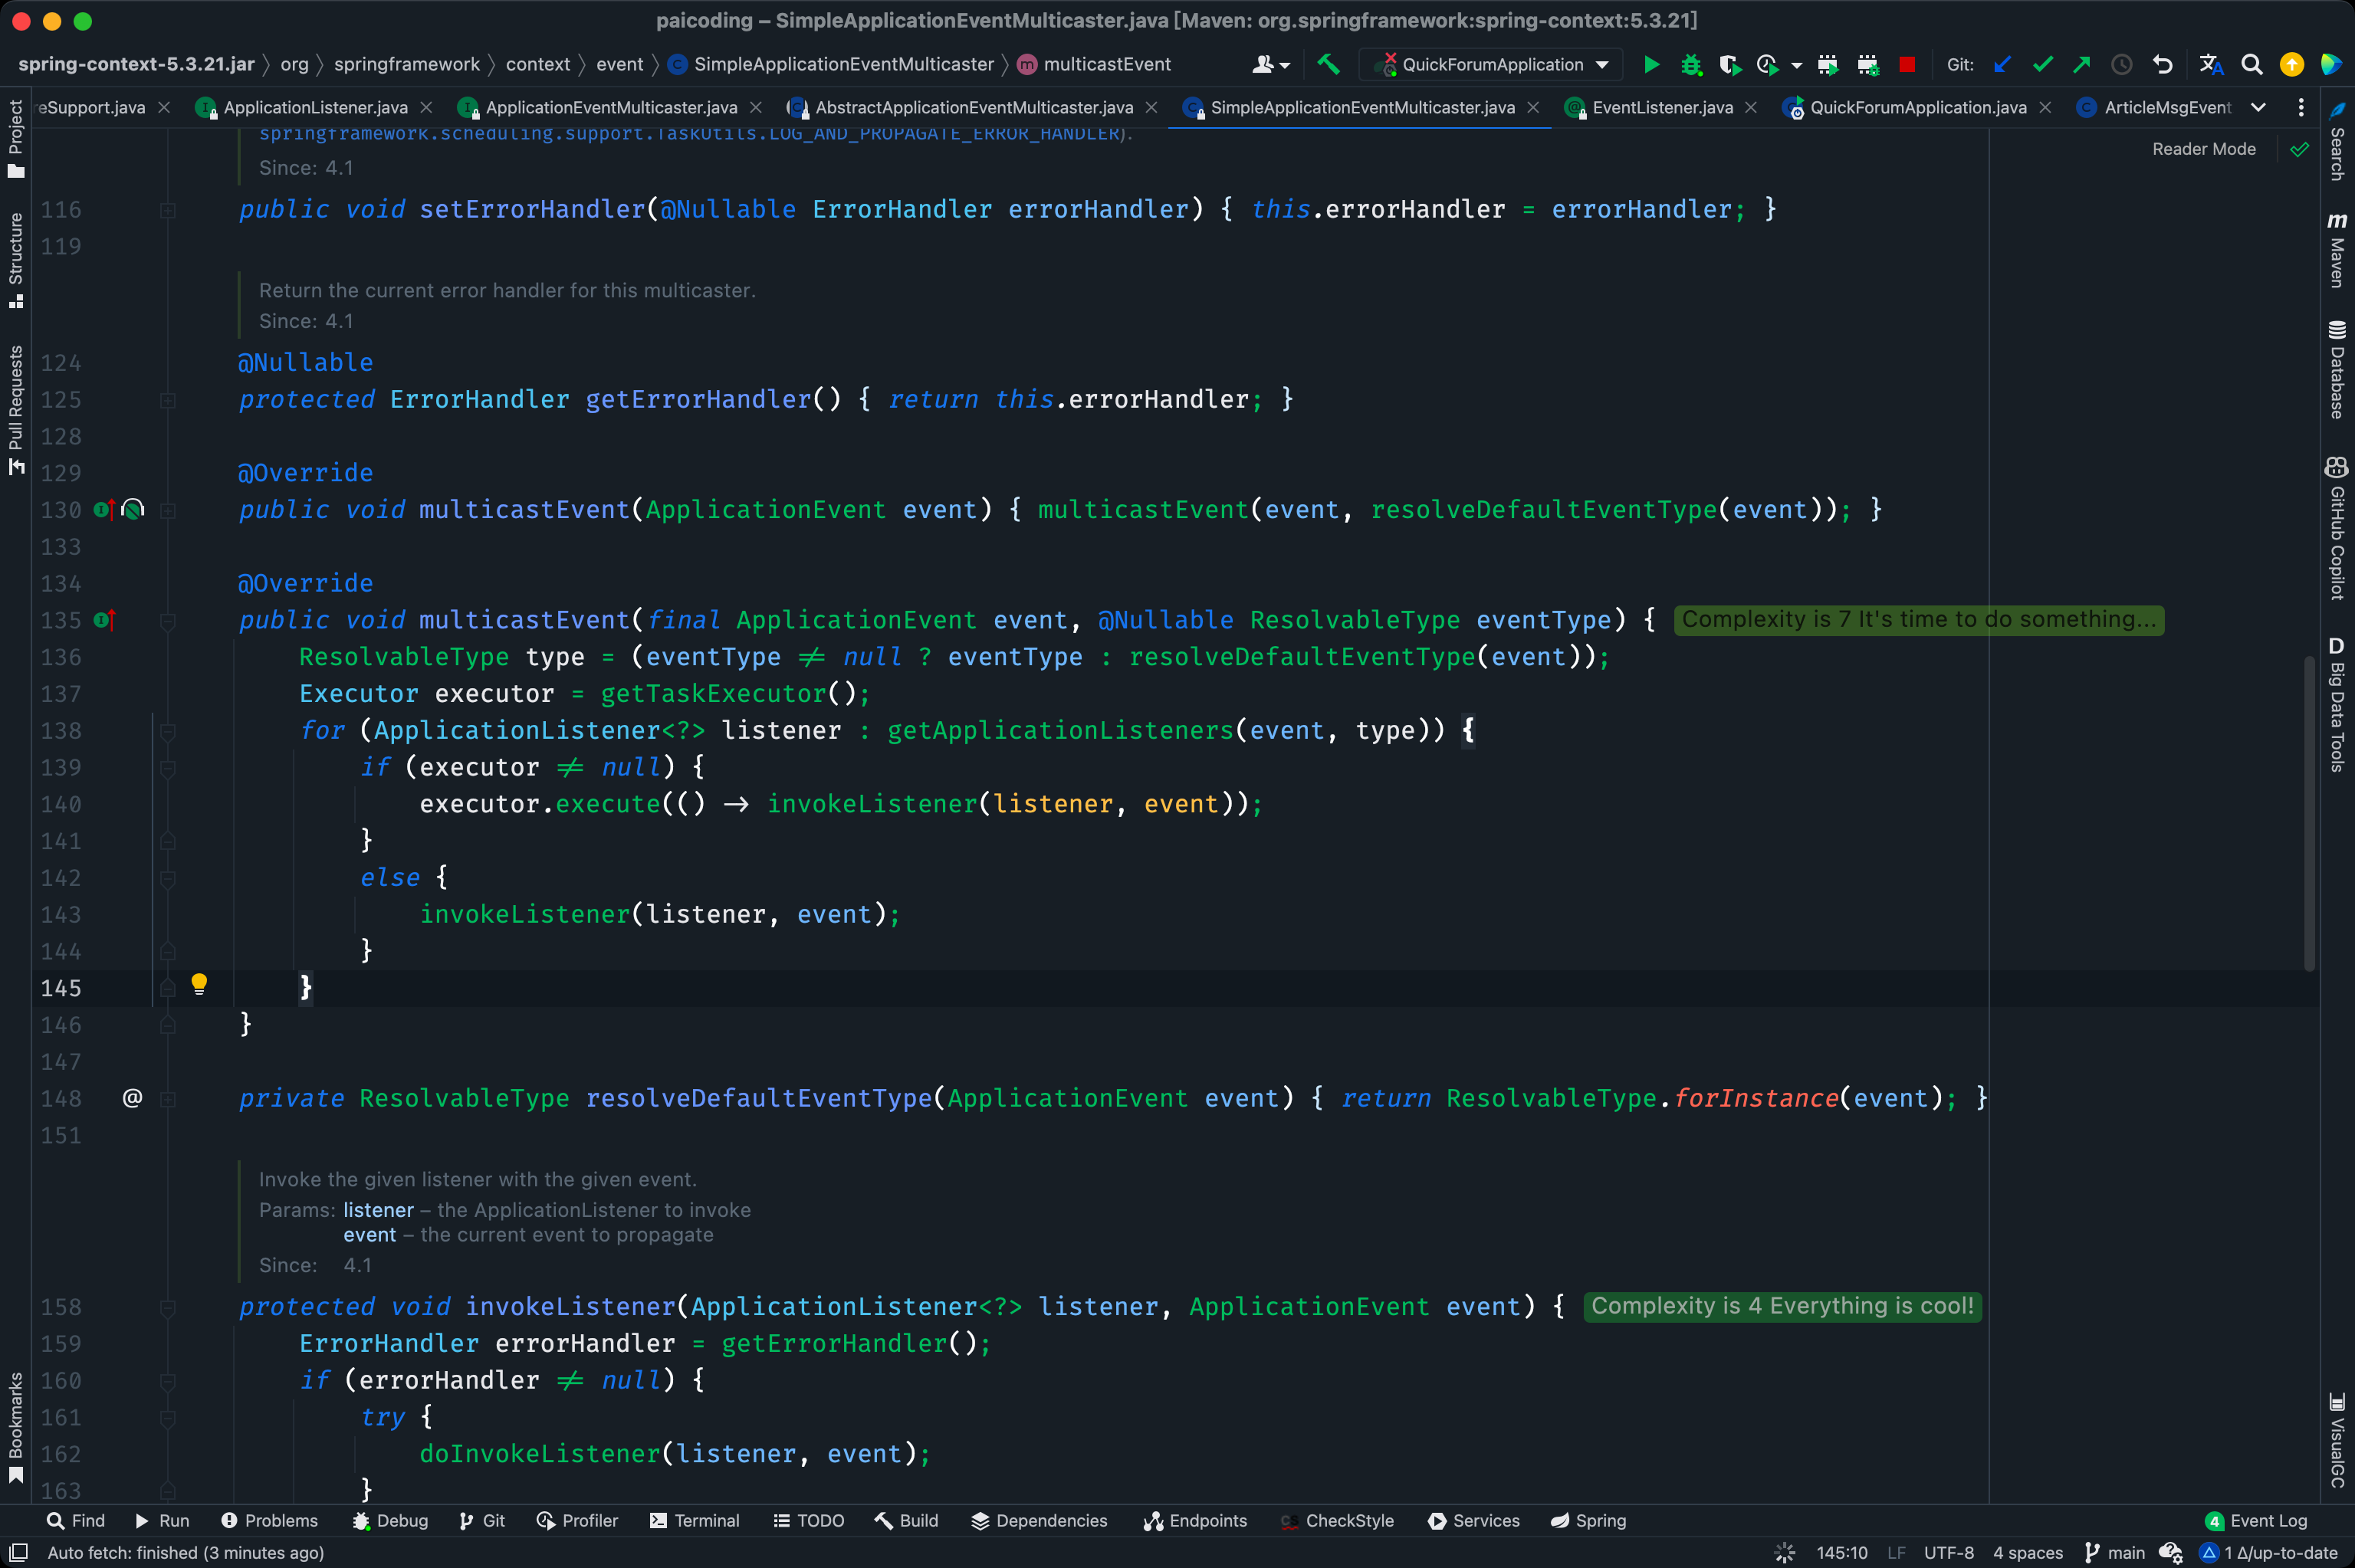 paicoding – SimpleApplicationEventMulticaster.java [Maven: org.springframework:spring-context:5.3.21]
spring-context-5.3.21.jar org springframework context event SimpleApplicationEventMulticaster multicastEvent QuickForumApplication Git:
eSupport.java ApplicationListener.java ApplicationEventMulticaster.java AbstractApplicationEventMulticaster.java SimpleApplicationEventMulticaster.java EventListener.java QuickForumApplication.java ArticleMsgEvent
Project
Structure
Pull Requests
Bookmarks
springframework.scheduling.support.TaskUtils.LOG_AND_PROPAGATE_ERROR_HANDLER).
Reader Mode
Since: 4.1
116 public void setErrorHandler(@Nullable ErrorHandler errorHandler) { this.errorHandler = errorHandler; }
119
Return the current error handler for this multicaster.
Since: 4.1
124 @Nullable
125 protected ErrorHandler getErrorHandler() { return this.errorHandler; }
128
129 @Override
130 public void multicastEvent(ApplicationEvent event) { multicastEvent(event, resolveDefaultEventType(event)); }
133
134 @Override
135 public void multicastEvent(final ApplicationEvent event, @Nullable ResolvableType eventType) { Complexity is 7 It's time to do something...
136 ResolvableType type = (eventType ≠ null ? eventType : resolveDefaultEventType(event));
137 Executor executor = getTaskExecutor();
138 for (ApplicationListener<?> listener : getApplicationListeners(event, type)) {
139 if (executor ≠ null) {
140 executor.execute(() → invokeListener(listener, event));
141 }
142 else {
143 invokeListener(listener, event);
144 }
145 }
146 }
147
148 @ private ResolvableType resolveDefaultEventType(ApplicationEvent event) { return ResolvableType.forInstance(event); }
151
Invoke the given listener with the given event.
Params: listener – the ApplicationListener to invoke
event – the current event to propagate
Since: 4.1
158 protected void invokeListener(ApplicationListener<?> listener, ApplicationEvent event) { Complexity is 4 Everything is cool!
159 ErrorHandler errorHandler = getErrorHandler();
160 if (errorHandler ≠ null) {
161 try {
162 doInvokeListener(listener, event);
163 }
Search
m Maven
Database
GitHub Copilot
D Big Data Tools
VisualGC
Find Run Problems Debug Git Profiler Terminal TODO Build Dependencies Endpoints CheckStyle Services Spring 4 Event Log
Auto fetch: finished (3 minutes ago) 145:10 LF UTF-8 4 spaces main 1 Δ/up-to-date